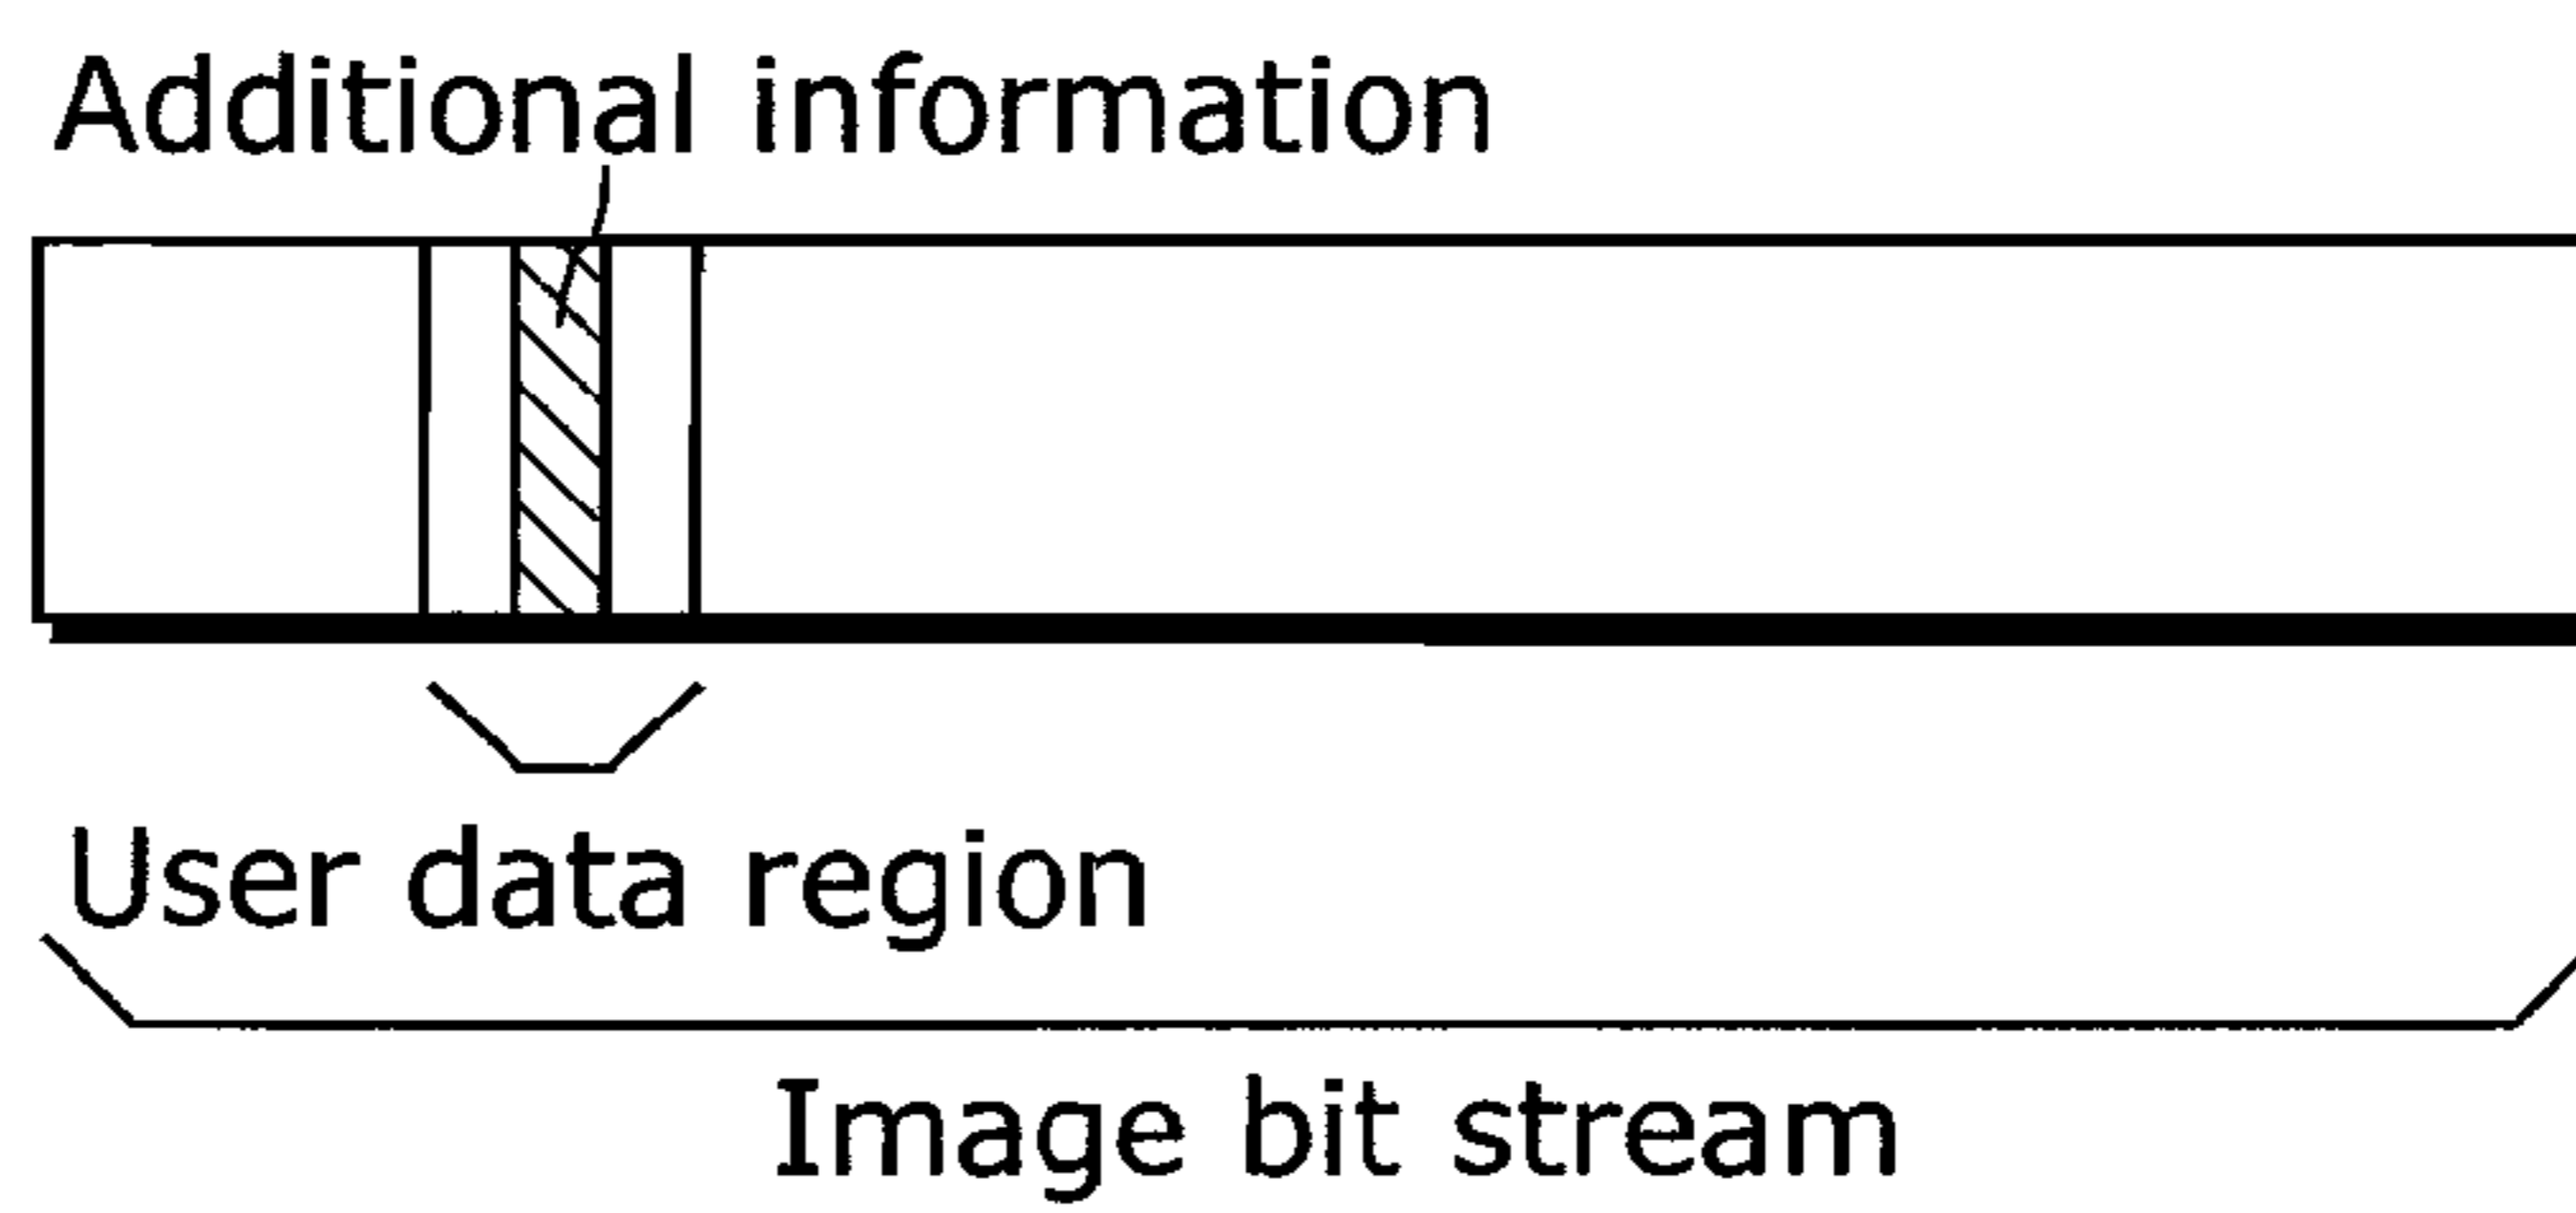 Additional information
User data region
Image bit stream